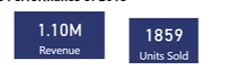 1.10M
Revenue
1859
Units Sold